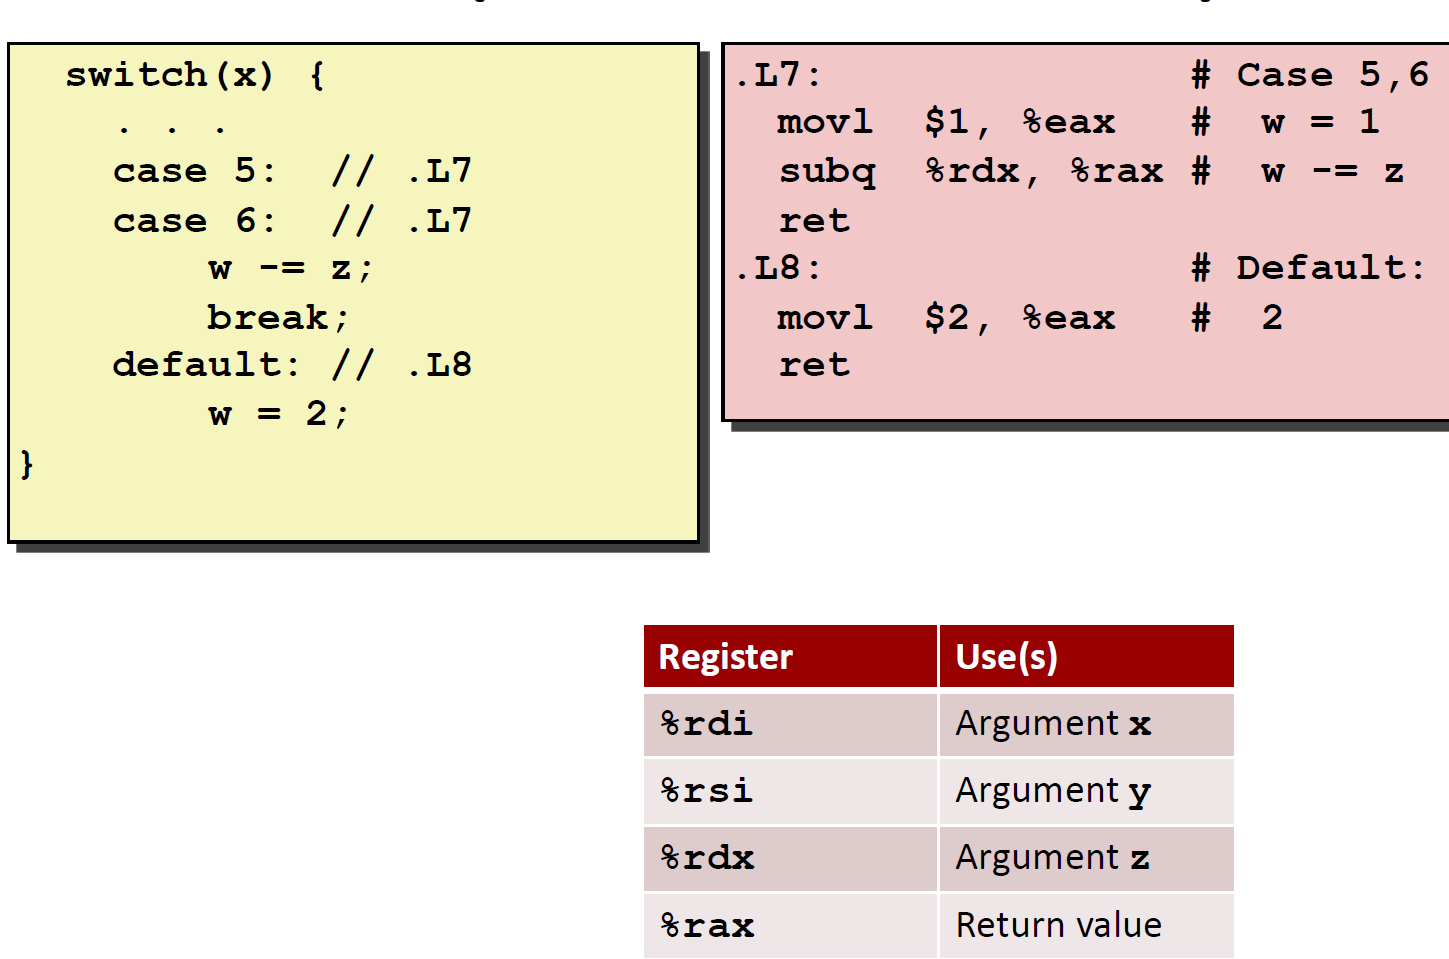 switch(x) {
. . .
case 5:  // .L7
case 6:  // .L7
w -= z;
break;
default: // .L8
w = 2;
}
.L7:                # Case 5,6
movl  $1, %eax   #  w = 1
subq  %rdx, %rax #  w -= z
ret
.L8:                # Default:
movl  $2, %eax   #  2
ret
Register Use(s)
%rdi Argument x
%rsi Argument y
%rdx Argument z
%rax Return value